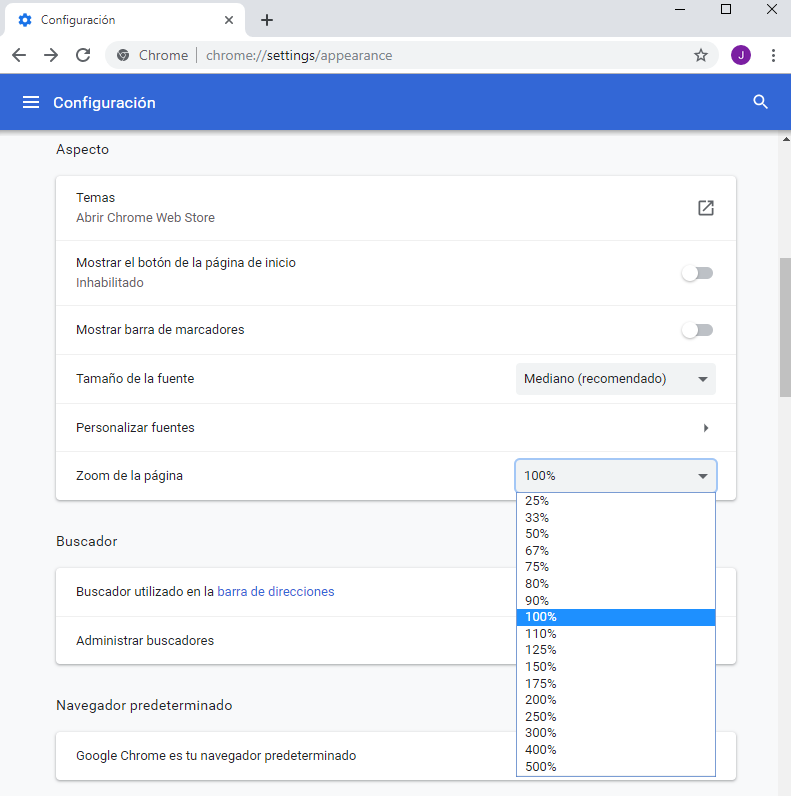 Configuración
Chrome | chrome://settings/appearance
J
Configuración
Aspecto
Temas
Abrir Chrome Web Store
Mostrar el botón de la página de inicio
Inhabilitado
Mostrar barra de marcadores
Tamaño de la fuente
Mediano (recomendado)
Personalizar fuentes
Zoom de la página
100%
25%
33%
50%
67%
75%
80%
90%
100%
110%
125%
150%
175%
200%
250%
300%
400%
500%
Buscador
Buscador utilizado en la barra de direcciones
Administrar buscadores
Navegador predeterminado
Google Chrome es tu navegador predeterminado